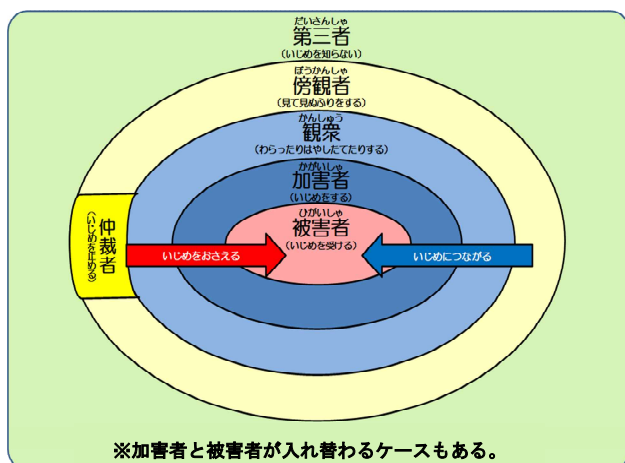 だいさんしゃ
第三者
(いじめを知らない)
ぼうかんしゃ
傍観者
(見て見ぬふりをする)
かんしゅう
観衆
(わらったりはやしたてたりする)
かがいしゃ
加害者
(いじめをする)
ひがいしゃ
被害者
(いじめを受ける)
仲裁者
(いじめを止める)
いじめをおさえる
いじめにつながる
※加害者と被害者が入れ替わるケースもある。